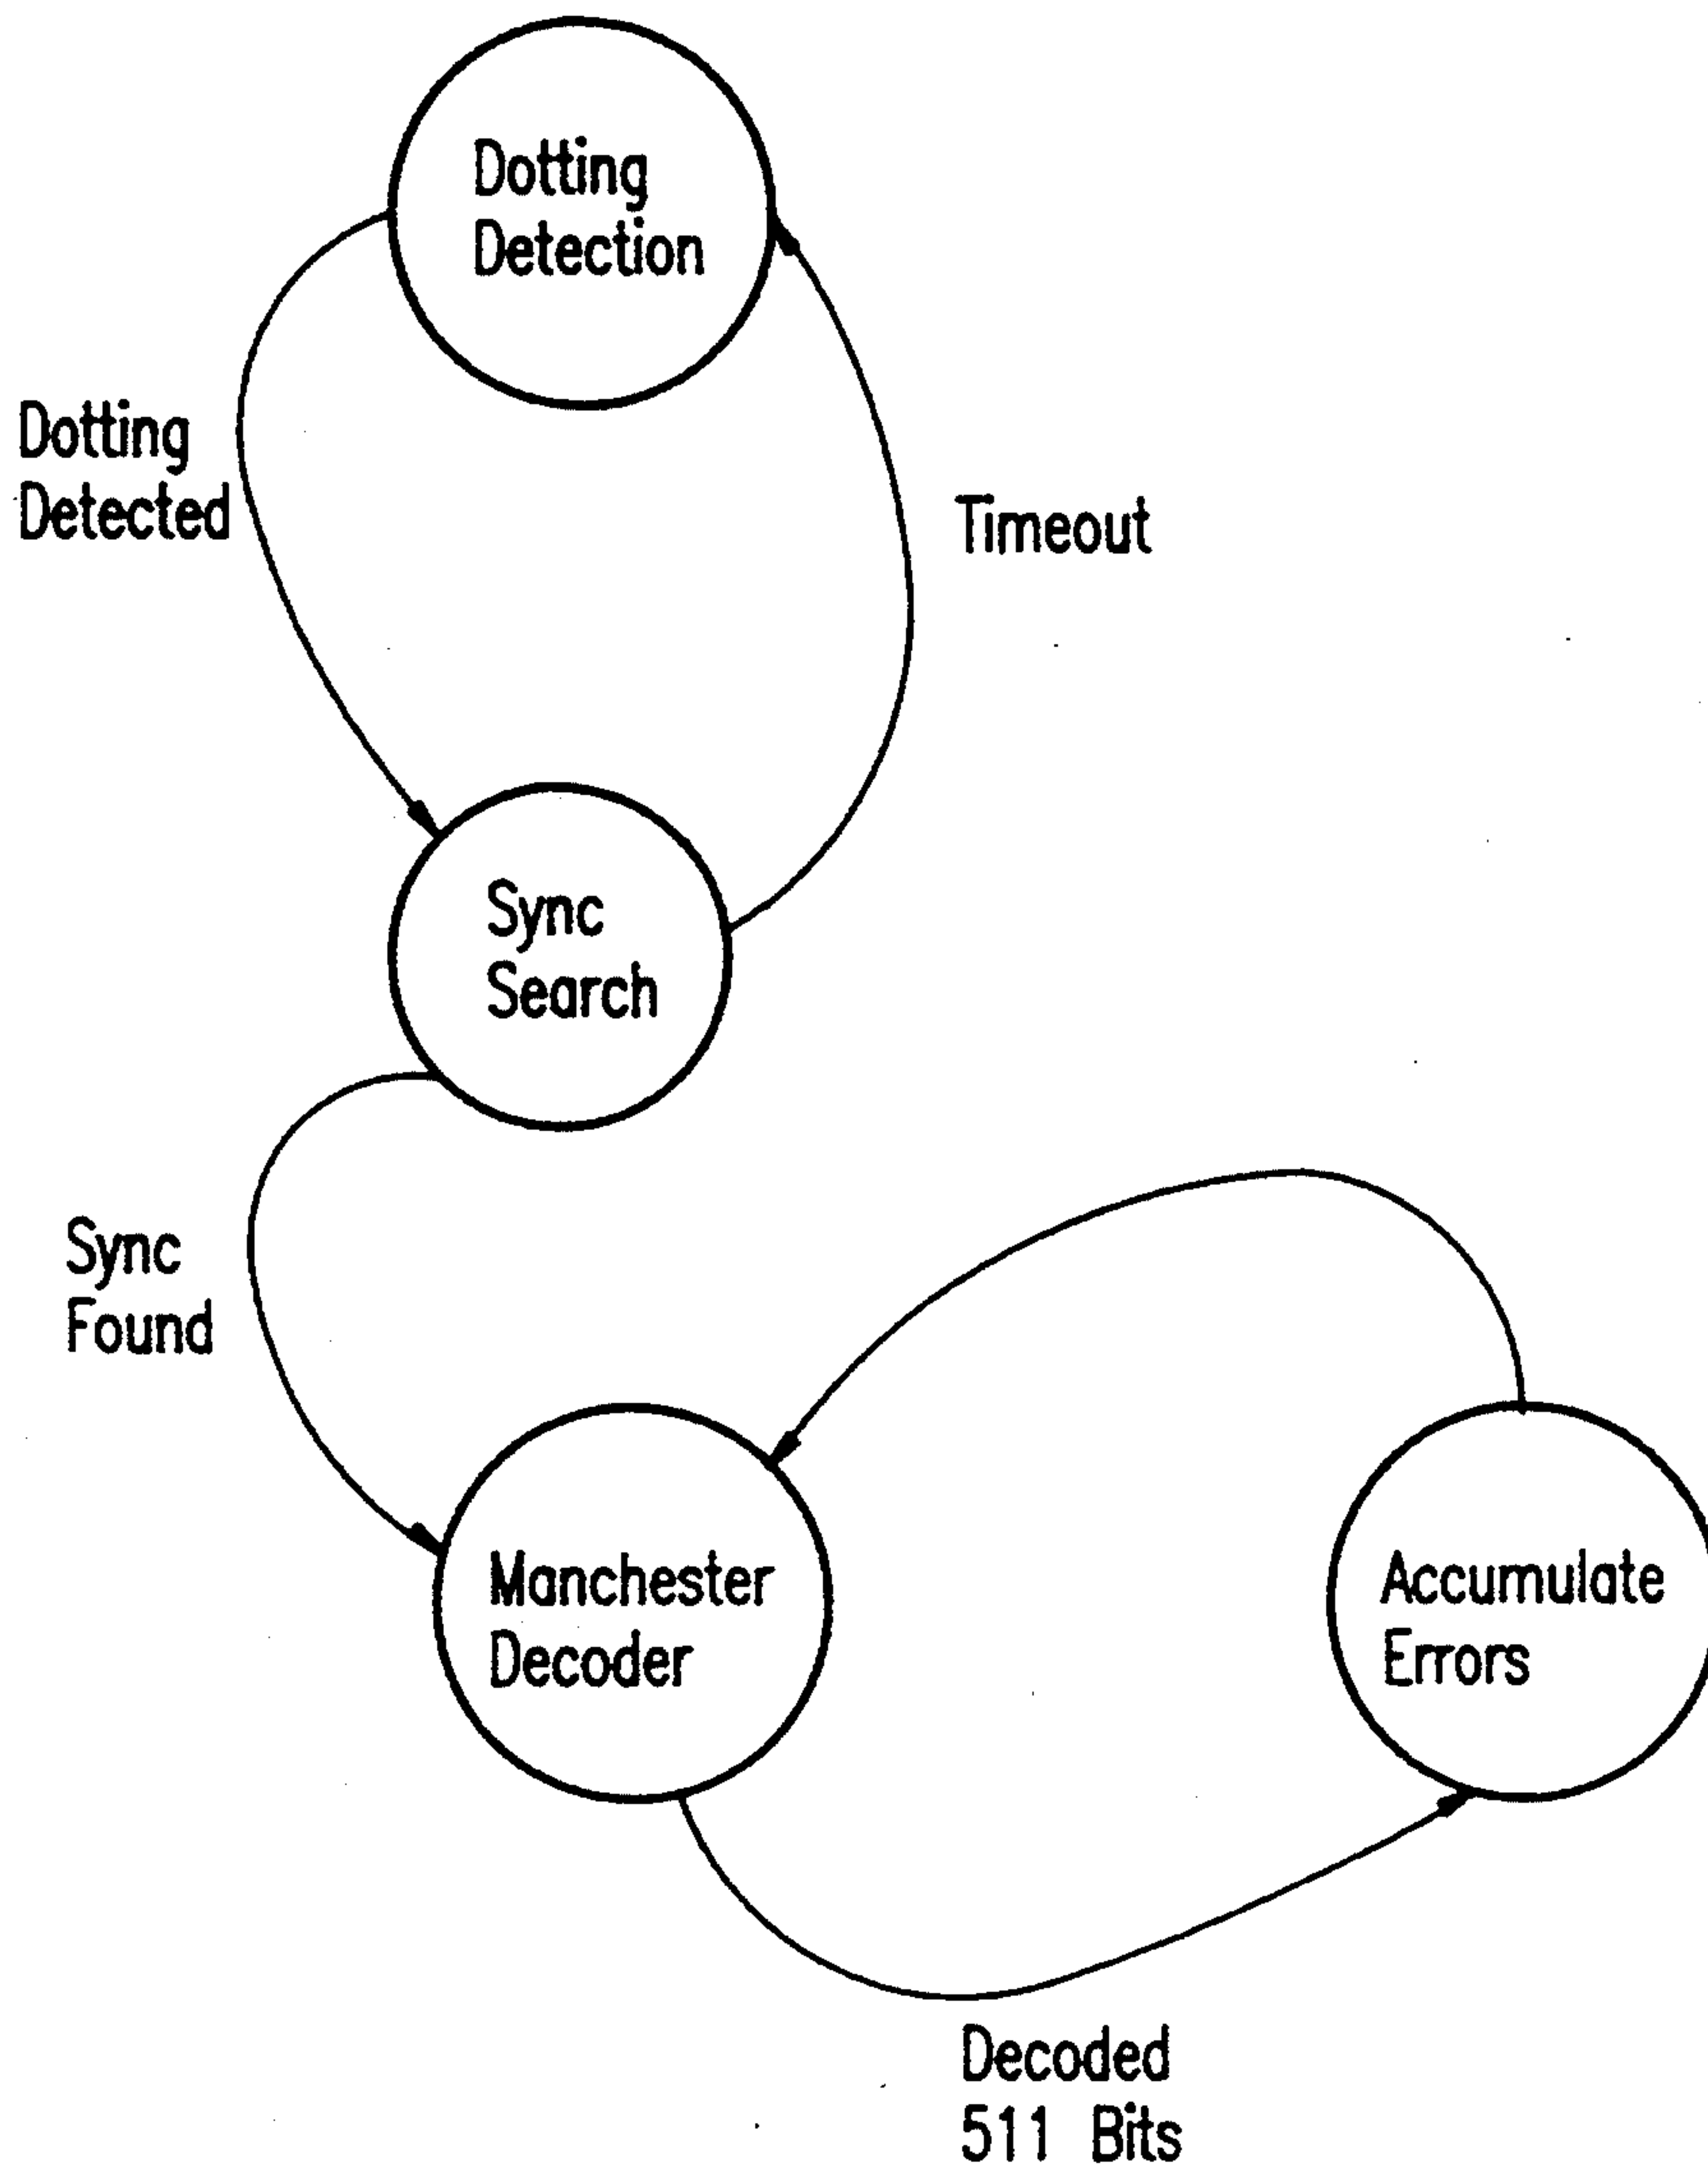 Dotting
Detection
Dotting
Detected
Timeout
Sync
Search
Sync
Found
Manchester
Decoder
Accumulate
Errors
Decoded
511 Bits